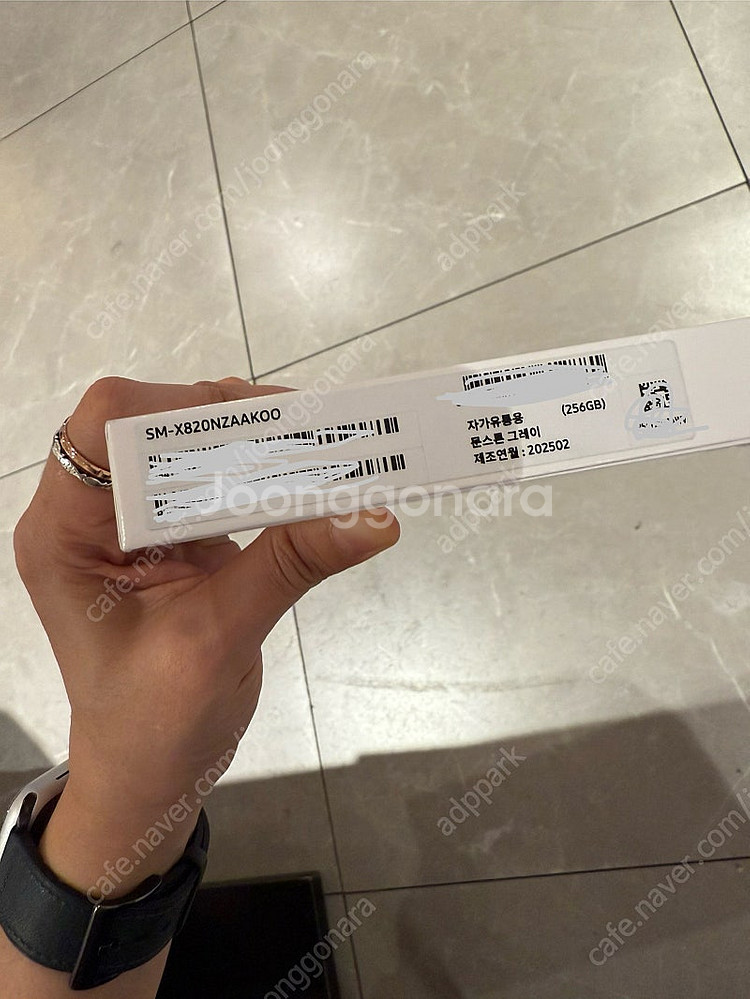 SM-X820NZAAKOO
자가유통용 (256GB)
문스톤 그레이
제조연월 : 202502
Joonggonara
cafe.naver.com/joonggonara
adppark